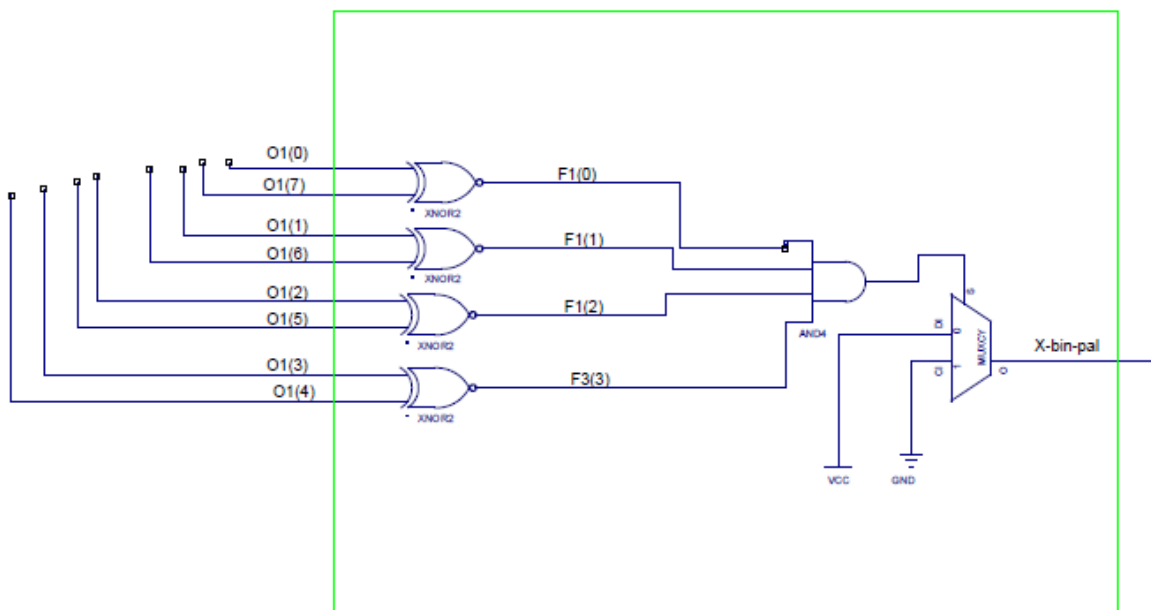 O1(0)
O1(7)
XNOR2
F1(0)
O1(1)
O1(6)
XNOR2
F1(1)
O1(2)
O1(5)
XNOR2
F1(2)
O1(3)
O1(4)
XNOR2
F3(3)
AND4
S
DI
0
CI
1
MUXCY
O
X-bin-pal
VCC
GND